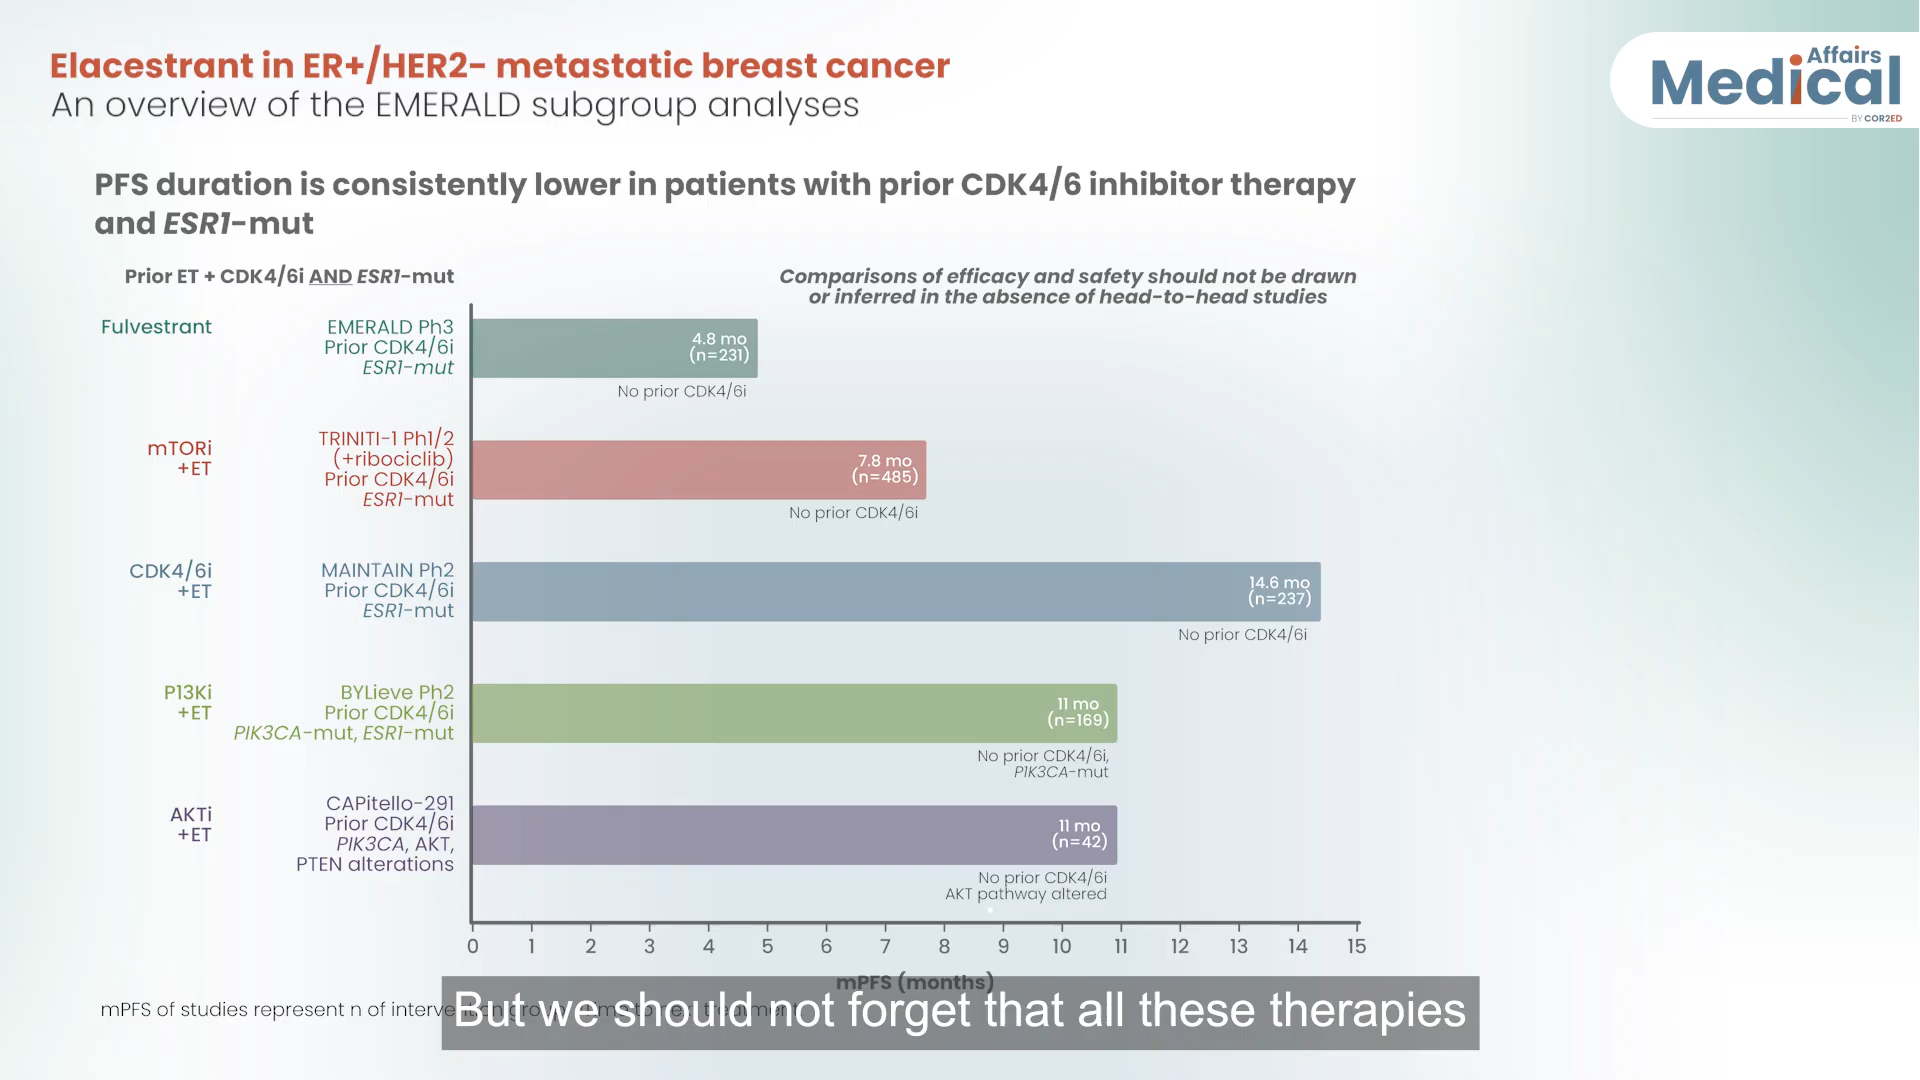 Elacestrant in ER+/HER2- metastatic breast cancer
An overview of the EMERALD subgroup analyses
Affairs
Medical
BY COR2ED
PFS duration is consistently lower in patients with prior CDK4/6 inhibitor therapy
and ESR1-mut
Prior ET + CDK4/6i AND ESR1-mut
Comparisons of efficacy and safety should not be drawn
or inferred in the absence of head-to-head studies
Fulvestrant
EMERALD Ph3
Prior CDK4/6i
ESR1-mut
4.8 mo
(n=231)
No prior CDK4/6i
mTORi
+ET
TRINITI-1 Ph1/2
(+ribociclib)
Prior CDK4/6i
ESR1-mut
7.8 mo
(n=485)
No prior CDK4/6i
CDK4/6i
+ET
MAINTAIN Ph2
Prior CDK4/6i
ESR1-mut
14.6 mo
(n=237)
No prior CDK4/6i
P13Ki
+ET
BYLieve Ph2
Prior CDK4/6i
PIK3CA-mut, ESR1-mut
11 mo
(n=169)
No prior CDK4/6i,
P1K3CA-mut
AKTi
+ET
CAPitello-291
Prior CDK4/6i
PIK3CA, AKT,
PTEN alterations
11 mo
(n=42)
No prior CDK4/6i
AKT pathway altered
0 1 2 3 4 5 6 7 8 9 10 11 12 13 14 15
mPFS (months)
mPFS of studies represent n of
But we should not forget that all these therapies